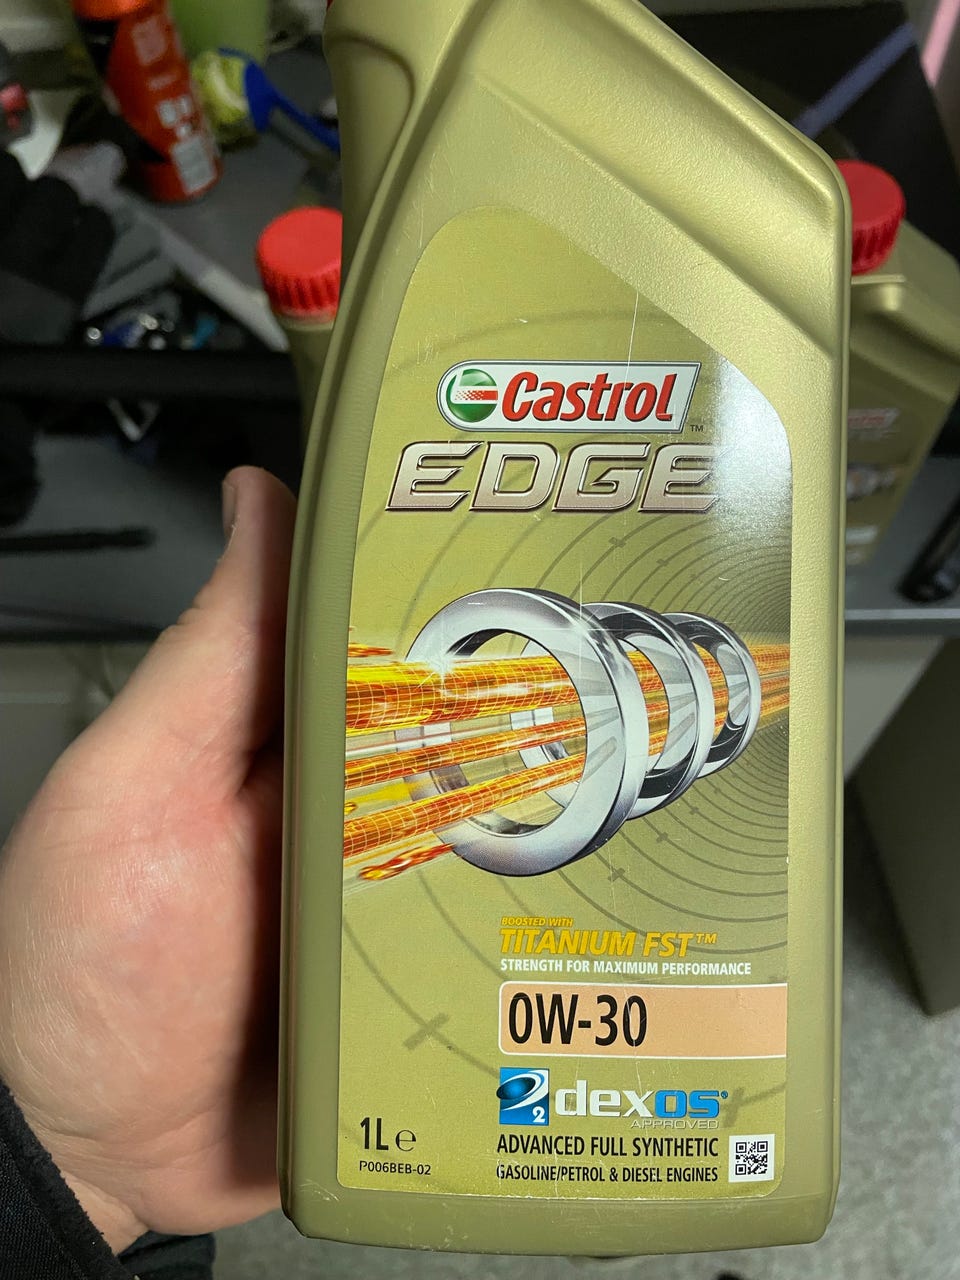 Castrol
TM
EDGE
BOOSTED WITH
TITANIUM FST™
STRENGTH FOR MAXIMUM PERFORMANCE
0W-30
2 dexos®
APPROVED
1L ℮
ADVANCED FULL SYNTHETIC
P006BEB-02
GASOLINE/PETROL & DIESEL ENGINES